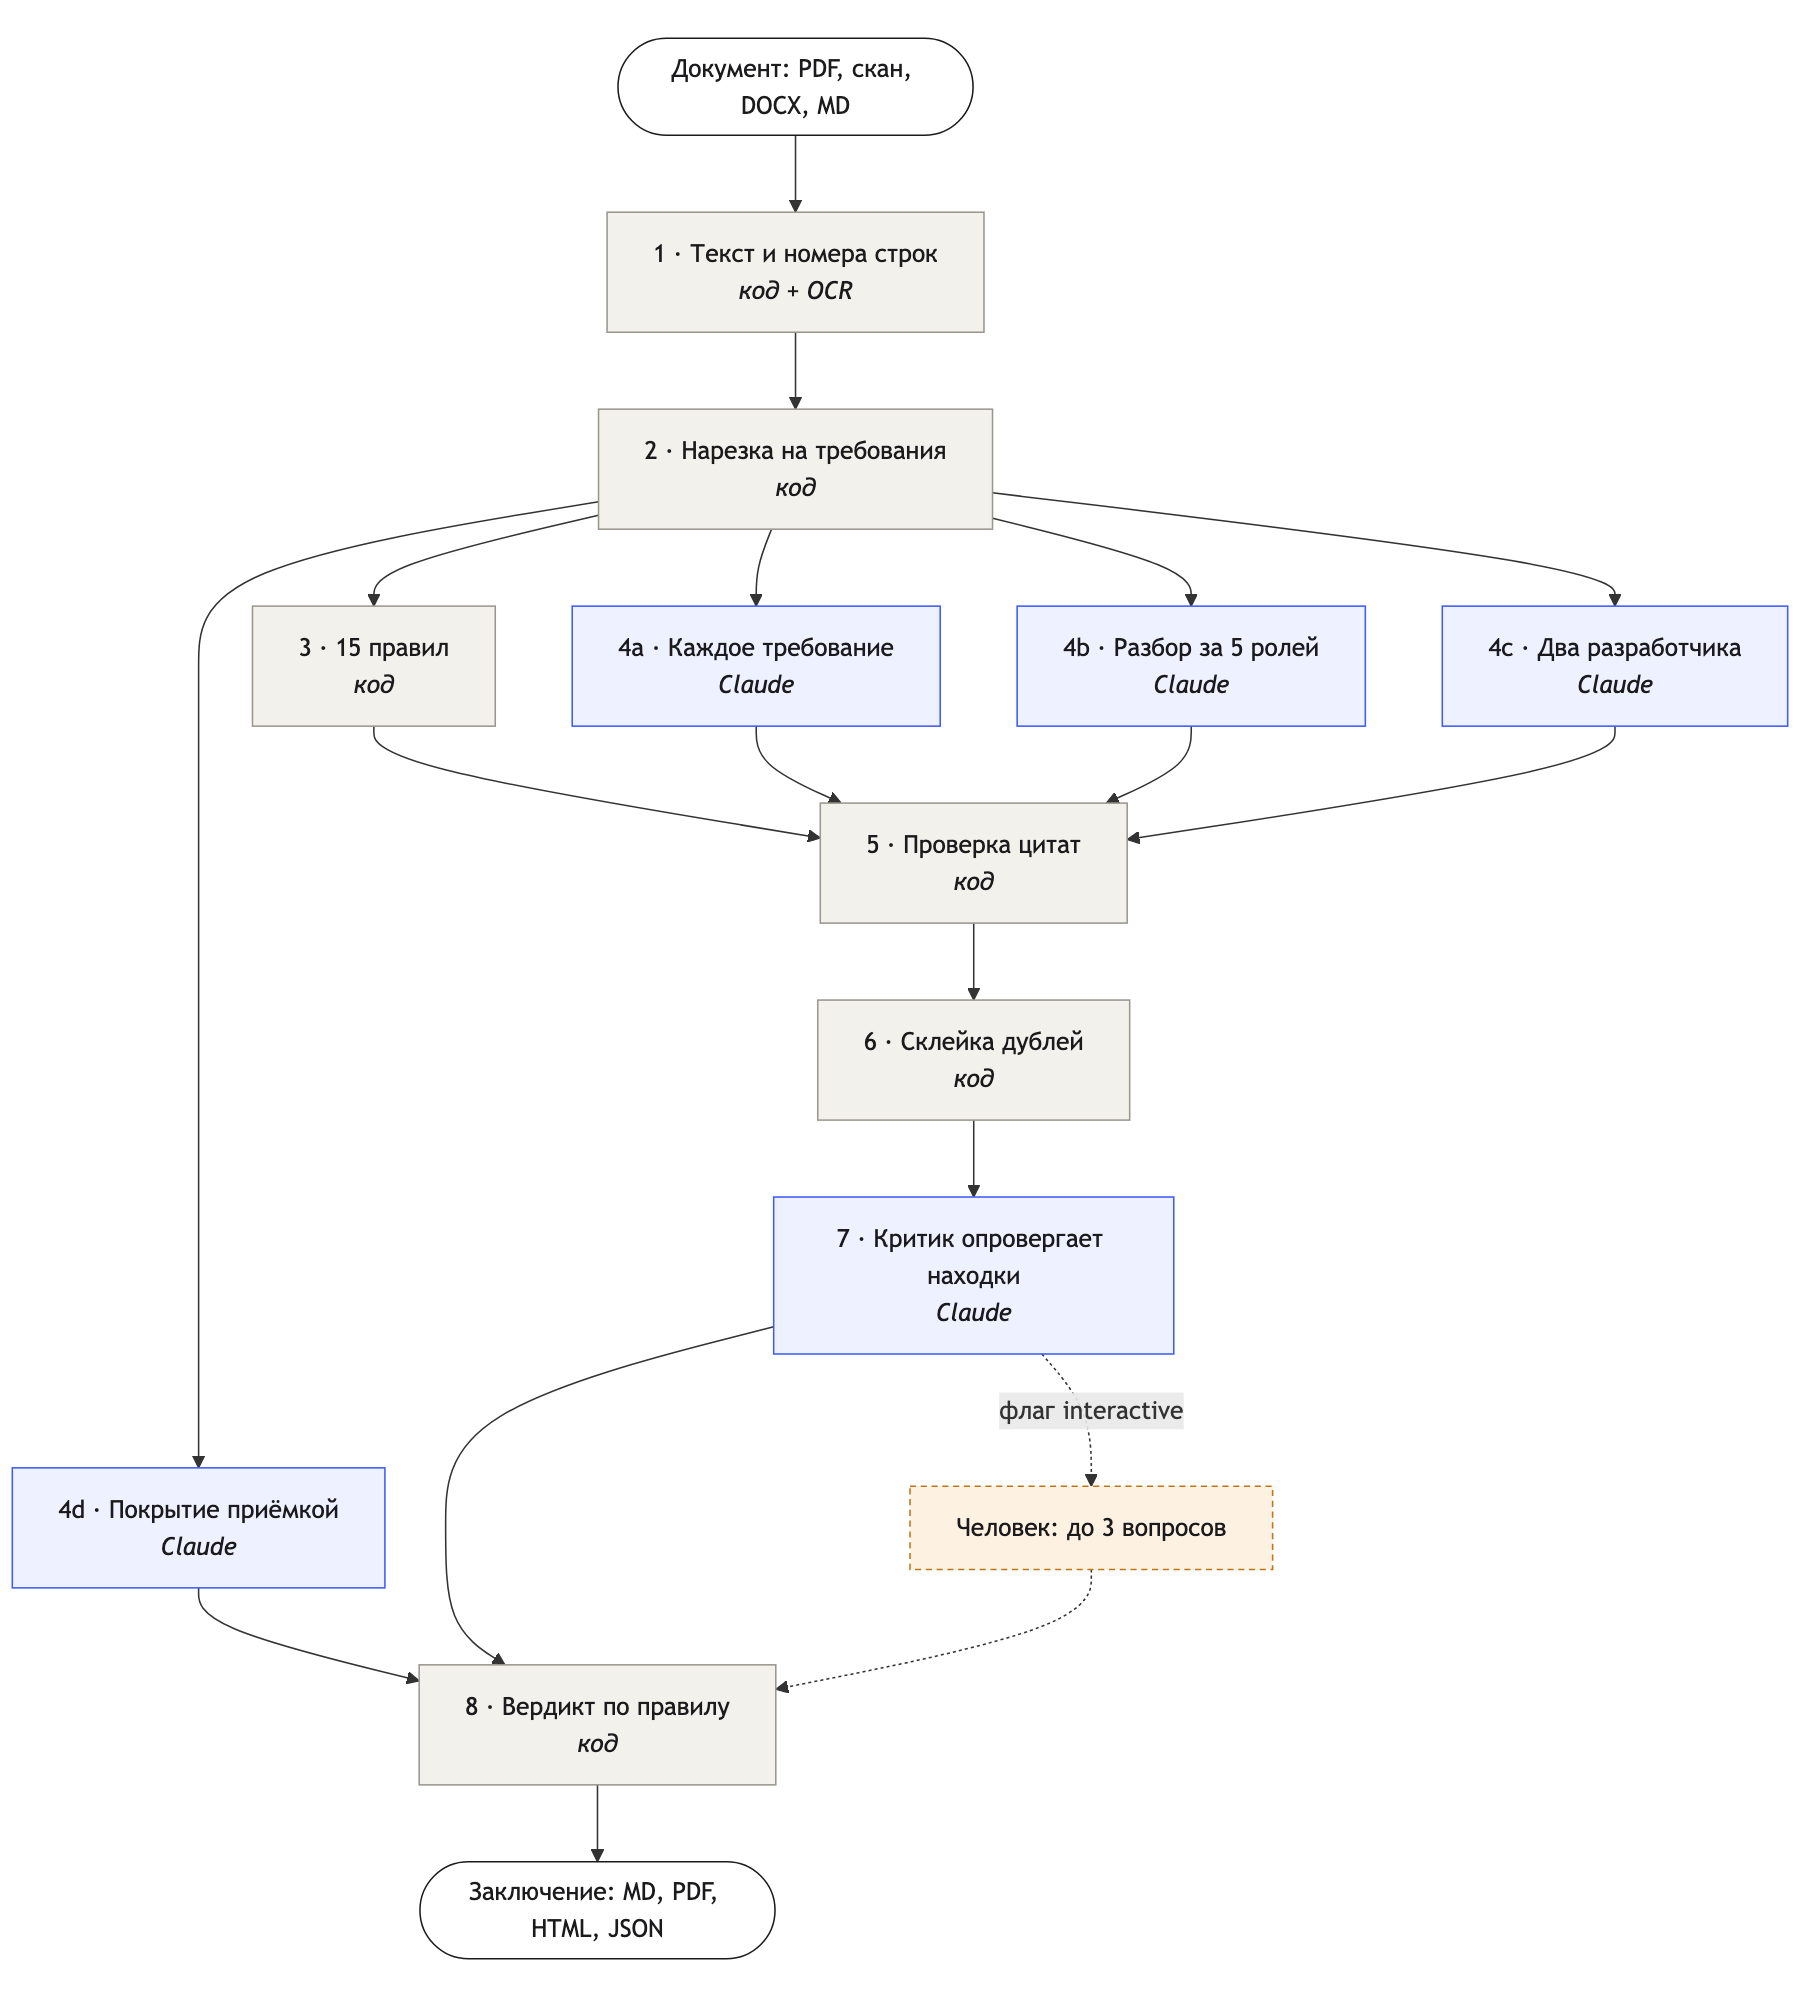 Документ: PDF, скан,
DOCX, MD
1 · Текст и номера строк
код + OCR
2 · Нарезка на требования
код
3 · 15 правил
код
4a · Каждое требование
Claude
4b · Разбор за 5 ролей
Claude
4c · Два разработчика
Claude
5 · Проверка цитат
код
6 · Склейка дублей
код
7 · Критик опровергает
находки
Claude
флаг interactive
4d · Покрытие приёмкой
Claude
Человек: до 3 вопросов
8 · Вердикт по правилу
код
Заключение: MD, PDF,
HTML, JSON